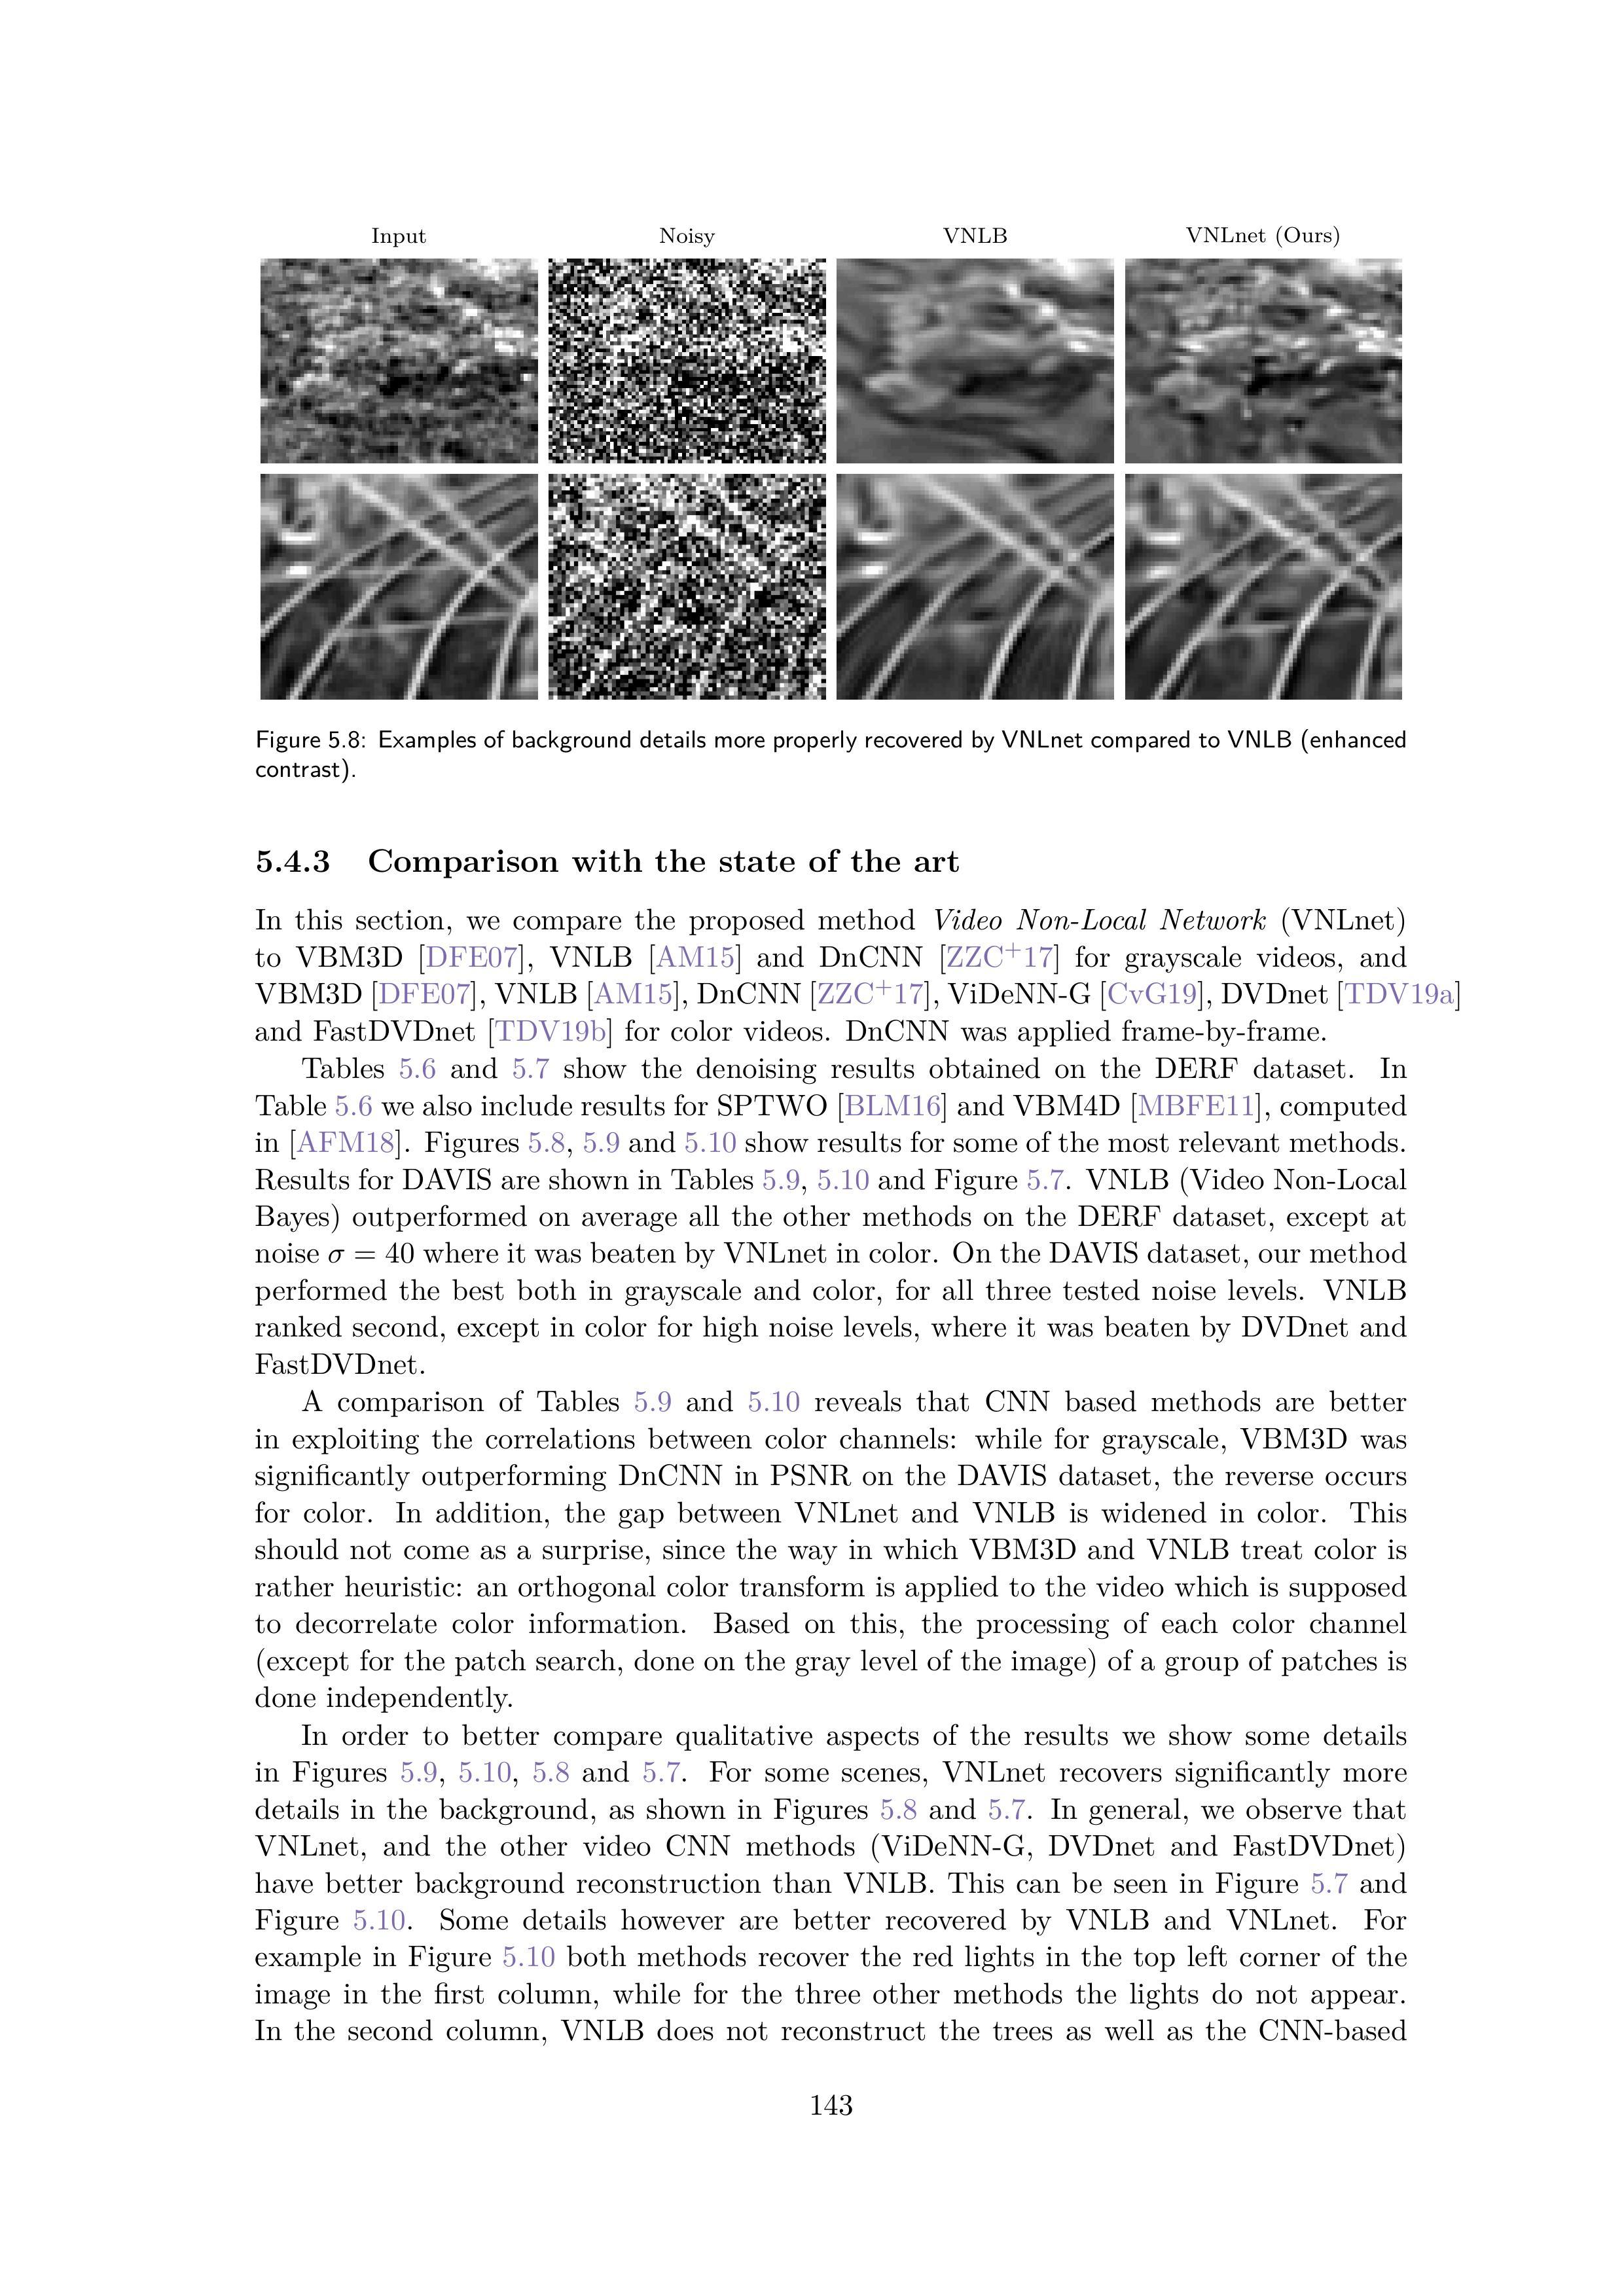 Input Noisy VNLB VNLnet (Ours)
Figure 5.8: Examples of background details more properly recovered by VNLnet compared to VNLB (enhanced
contrast).
5.4.3 Comparison with the state of the art
In this section, we compare the proposed method Video Non-Local Network (VNLnet)
to VBM3D [DFE07], VNLB [AM15] and DnCNN [ZZC+17] for grayscale videos, and
VBM3D [DFE07], VNLB [AM15], DnCNN [ZZC+17], ViDeNN-G [CvG19], DVDnet [TDV19a]
and FastDVDnet [TDV19b] for color videos. DnCNN was applied frame-by-frame.
Tables 5.6 and 5.7 show the denoising results obtained on the DERF dataset. In
Table 5.6 we also include results for SPTWO [BLM16] and VBM4D [MBFE11], computed
in [AFM18]. Figures 5.8, 5.9 and 5.10 show results for some of the most relevant methods.
Results for DAVIS are shown in Tables 5.9, 5.10 and Figure 5.7. VNLB (Video Non-Local
Bayes) outperformed on average all the other methods on the DERF dataset, except at
noise σ = 40 where it was beaten by VNLnet in color. On the DAVIS dataset, our method
performed the best both in grayscale and color, for all three tested noise levels. VNLB
ranked second, except in color for high noise levels, where it was beaten by DVDnet and
FastDVDnet.
A comparison of Tables 5.9 and 5.10 reveals that CNN based methods are better
in exploiting the correlations between color channels: while for grayscale, VBM3D was
significantly outperforming DnCNN in PSNR on the DAVIS dataset, the reverse occurs
for color. In addition, the gap between VNLnet and VNLB is widened in color. This
should not come as a surprise, since the way in which VBM3D and VNLB treat color is
rather heuristic: an orthogonal color transform is applied to the video which is supposed
to decorrelate color information. Based on this, the processing of each color channel
(except for the patch search, done on the gray level of the image) of a group of patches is
done independently.
In order to better compare qualitative aspects of the results we show some details
in Figures 5.9, 5.10, 5.8 and 5.7. For some scenes, VNLnet recovers significantly more
details in the background, as shown in Figures 5.8 and 5.7. In general, we observe that
VNLnet, and the other video CNN methods (ViDeNN-G, DVDnet and FastDVDnet)
have better background reconstruction than VNLB. This can be seen in Figure 5.7 and
Figure 5.10. Some details however are better recovered by VNLB and VNLnet. For
example in Figure 5.10 both methods recover the red lights in the top left corner of the
image in the first column, while for the three other methods the lights do not appear.
In the second column, VNLB does not reconstruct the trees as well as the CNN-based
143